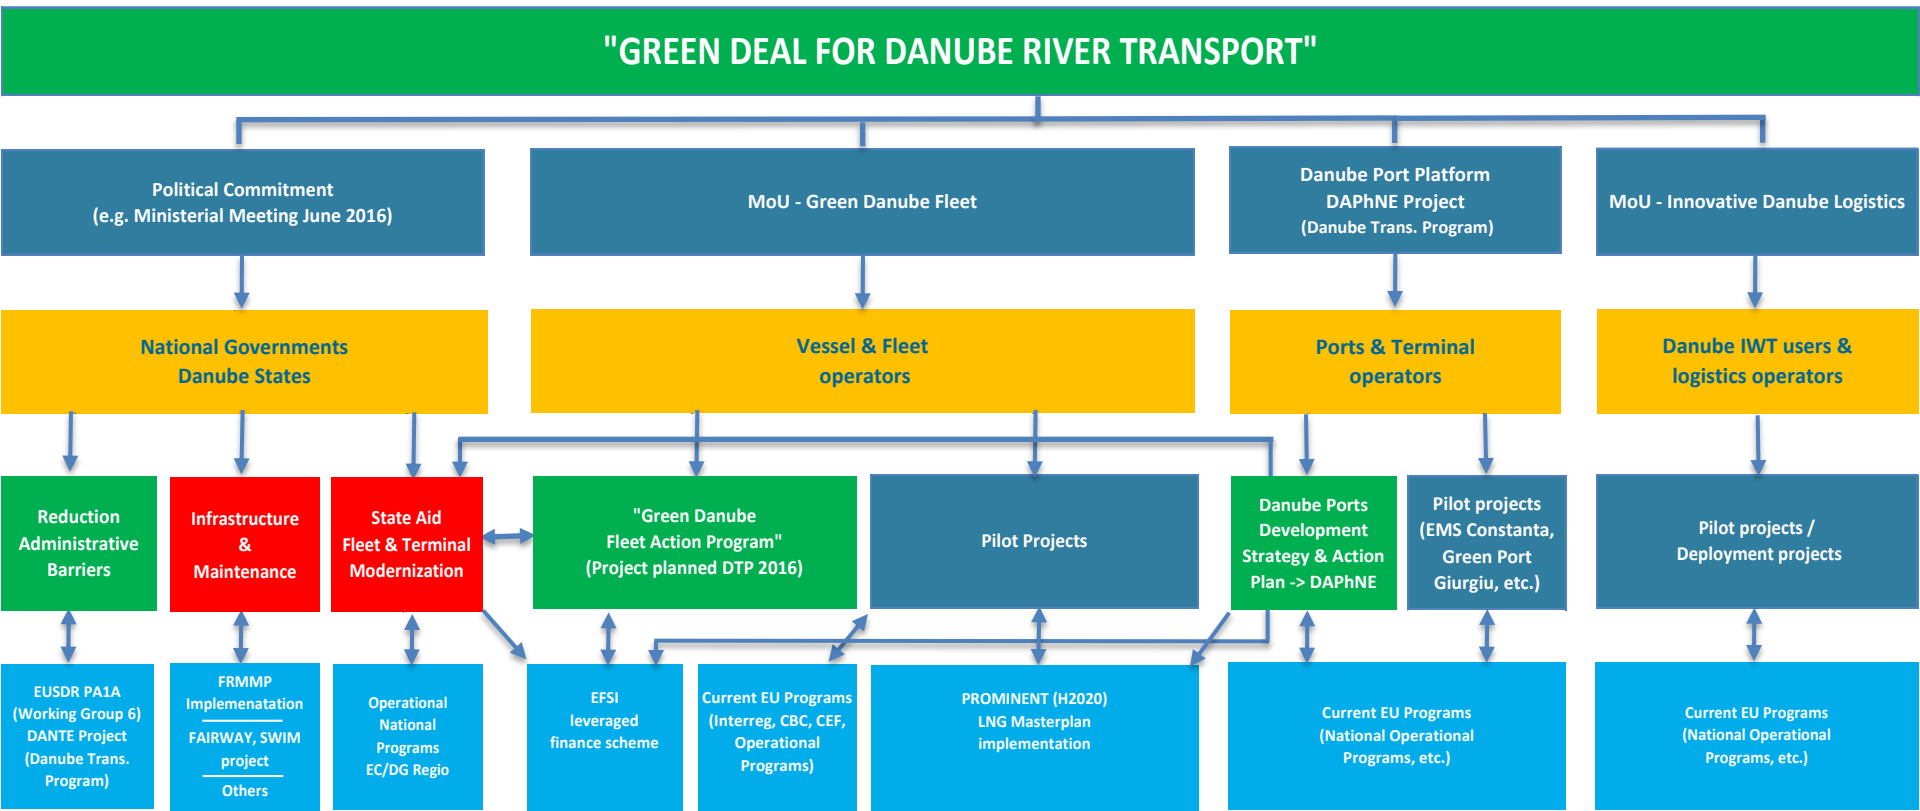 "GREEN DEAL FOR DANUBE RIVER TRANSPORT"
Political Commitment
(e.g. Ministerial Meeting June 2016)
MoU - Green Danube Fleet
Danube Port Platform
DAPhNE Project
(Danube Trans. Program)
MoU - Innovative Danube Logistics
National Governments
Danube States
Vessel & Fleet
operators
Ports & Terminal
operators
Danube IWT users &
logistics operators
Reduction
Administrative
Barriers
Infrastructure
&
Maintenance
State Aid
Fleet & Terminal
Modernization
"Green Danube
Fleet Action Program"
(Project planned DTP 2016)
Pilot Projects
Danube Ports
Development
Strategy & Action
Plan -> DAPhNE
Pilot projects
(EMS Constanta,
Green Port
Giurgiu, etc.)
Pilot projects /
Deployment projects
EUSDR PA1A
(Working Group 6)
DANTE Project
(Danube Trans.
Program)
FRMMP
Implemenatation
FAIRWAY, SWIM
project
Others
Operational
National
Programs
EC/DG Regio
EFSI
leveraged
finance scheme
Current EU Programs
(Interreg, CBC, CEF,
Operational
Programs)
PROMINENT (H2020)
LNG Masterplan
implementation
Current EU Programs
(National Operational
Programs, etc.)
Current EU Programs
(National Operational
Programs, etc.)